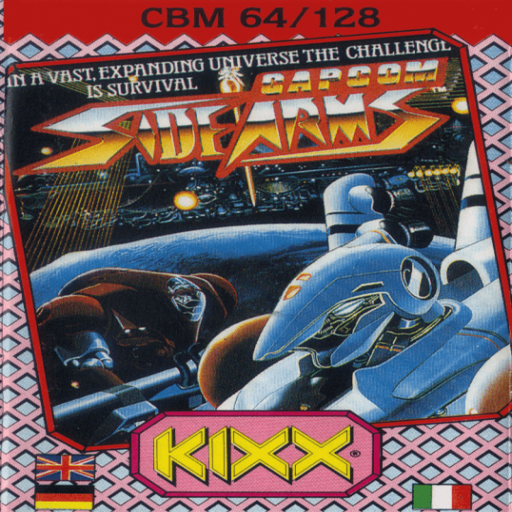 CBM 64/128
IN A VAST, EXPANDING UNIVERSE THE CHALLENGE
IS SURVIVAL
CAPCOM
SIDE ARMS
KIXX®